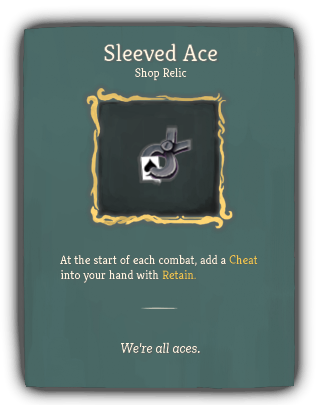 Sleeved Ace
Shop Relic
At the start of each combat, add a Cheat
into your hand with Retain.
We're all aces.